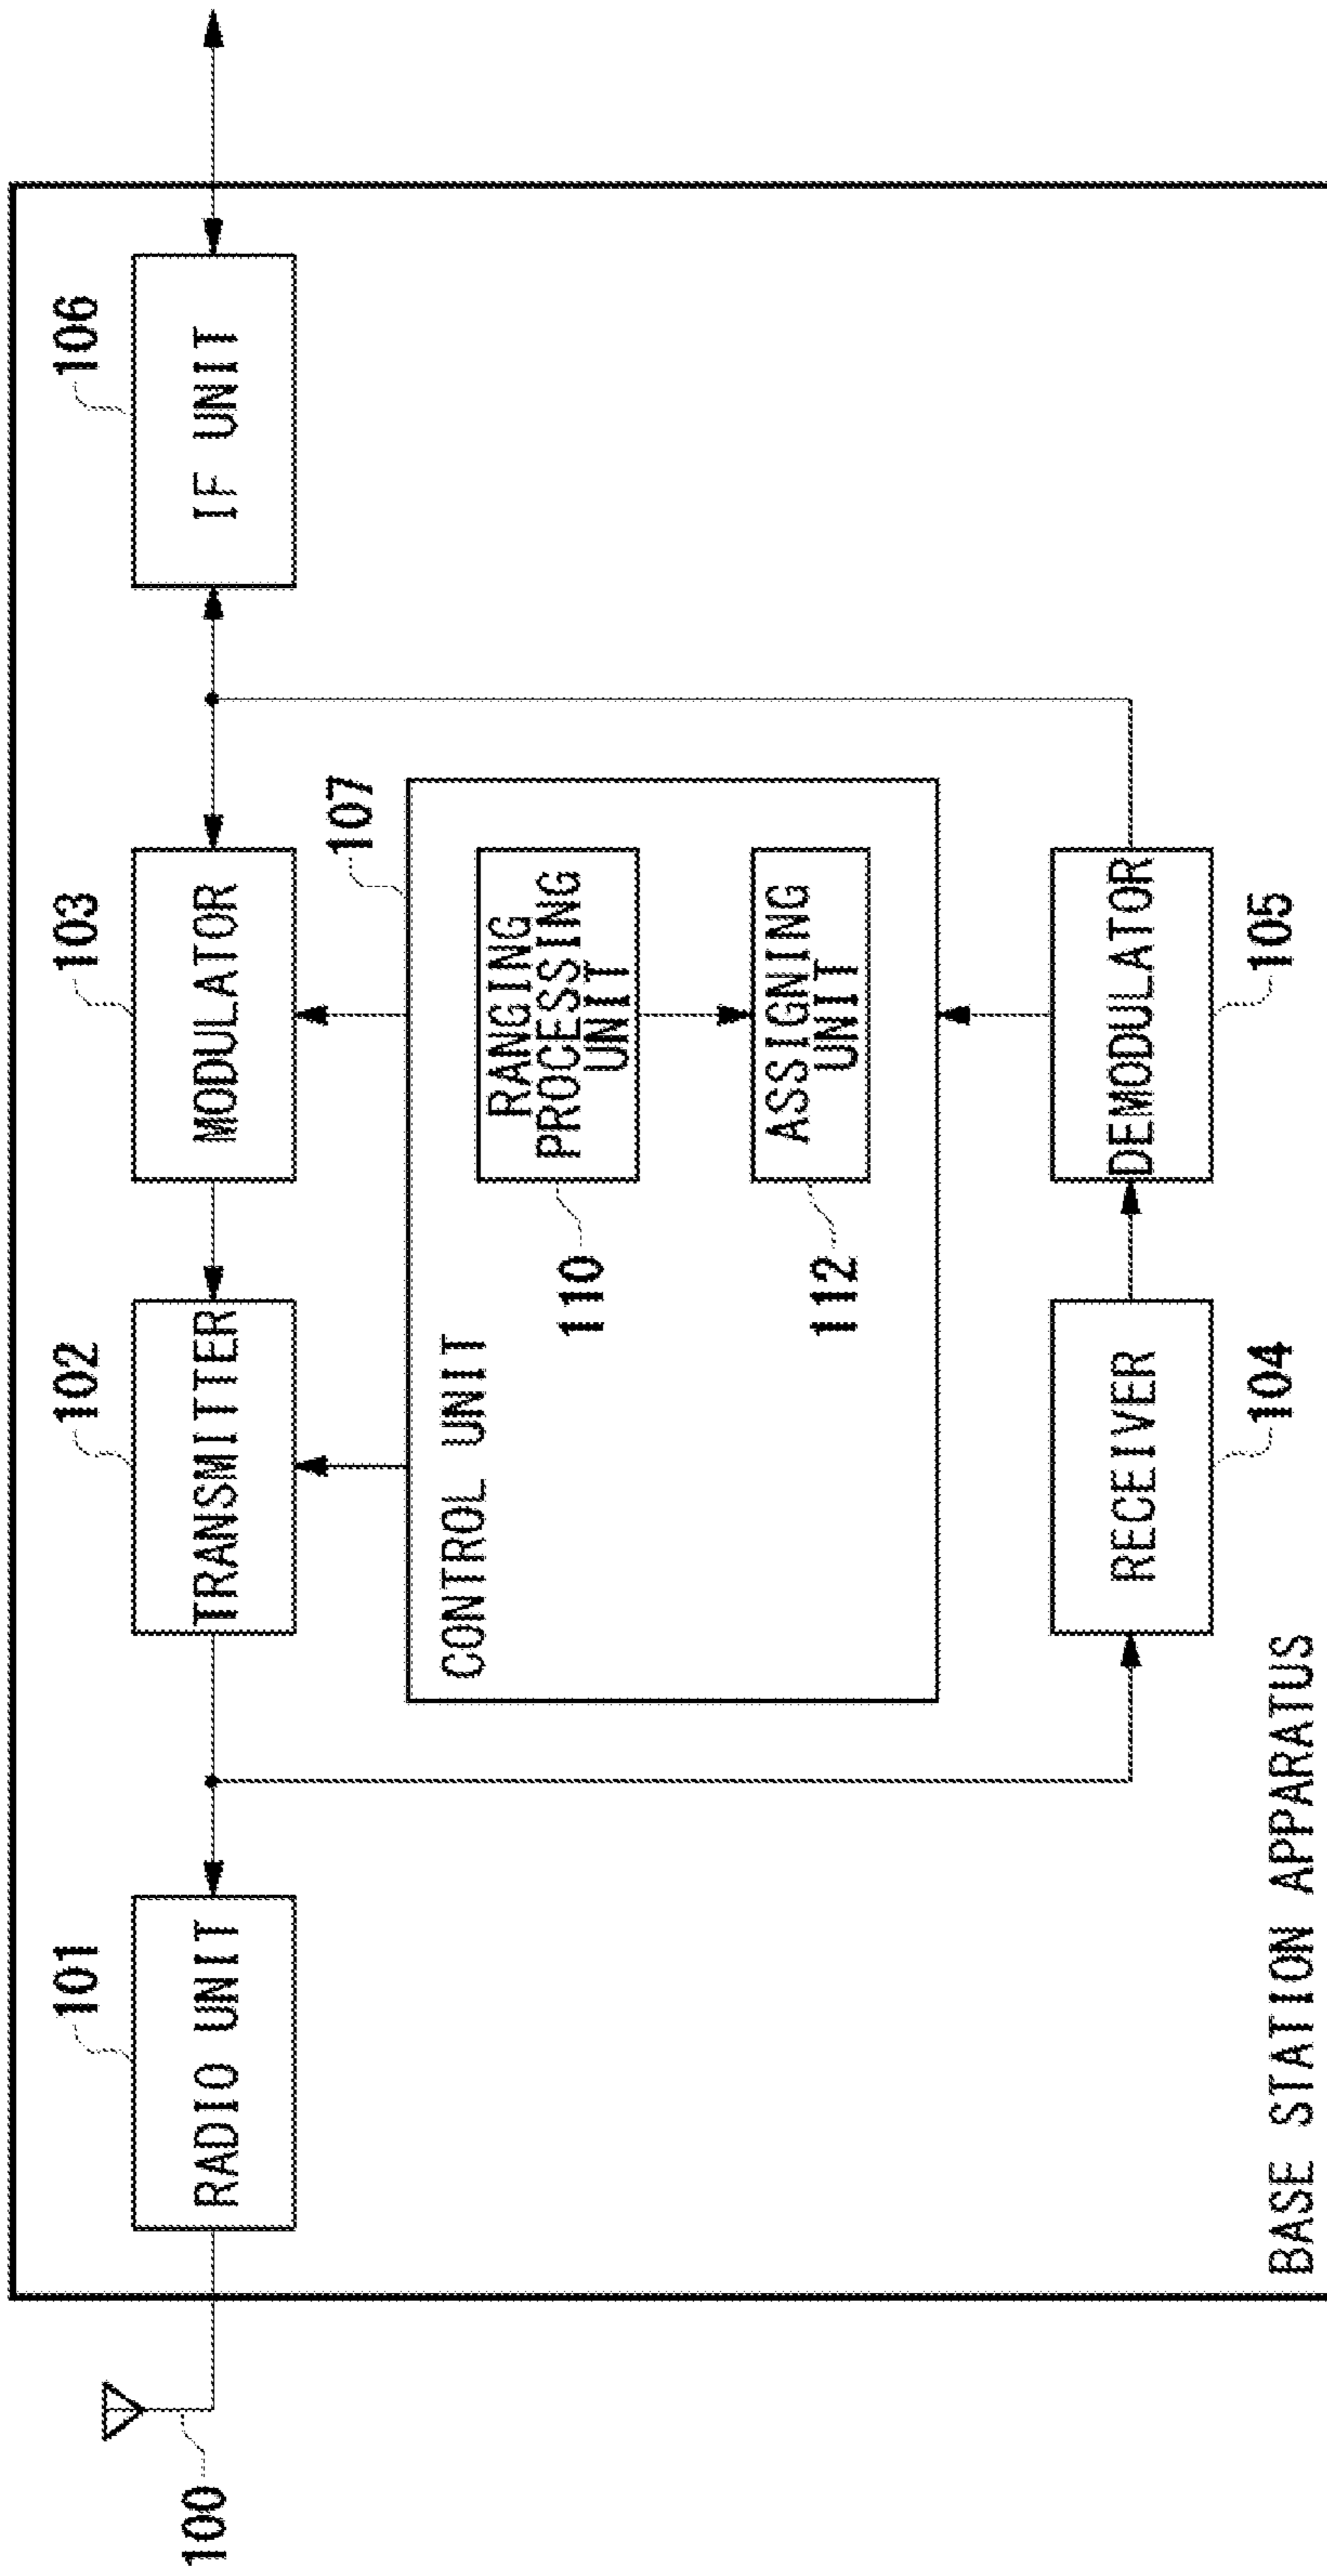 100
101
102
103
106
RADIO UNIT
TRANSMITTER
MODULATOR
IF UNIT
107
CONTROL UNIT
110
RANGING
PROCESSING
UNIT
112
ASSIGNING
UNIT
RECEIVER
DEMODULATOR
104
105
BASE STATION APPARATUS